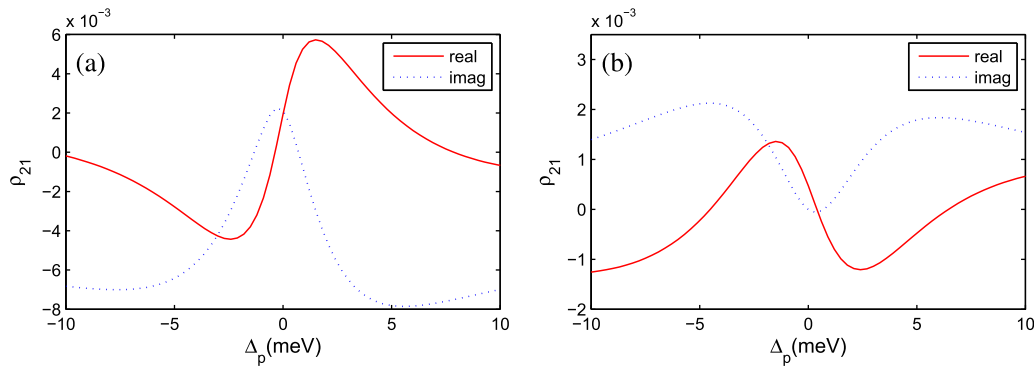 x 10⁻³
(a)
real
imag
6
4
2
0
−2
−4
−6
−8
ρ₂₁
−10
−5
0
5
10
Δₚ(meV)
x 10⁻³
(b)
real
imag
3
2
1
0
−1
−2
ρ₂₁
−10
−5
0
5
10
Δₚ(meV)